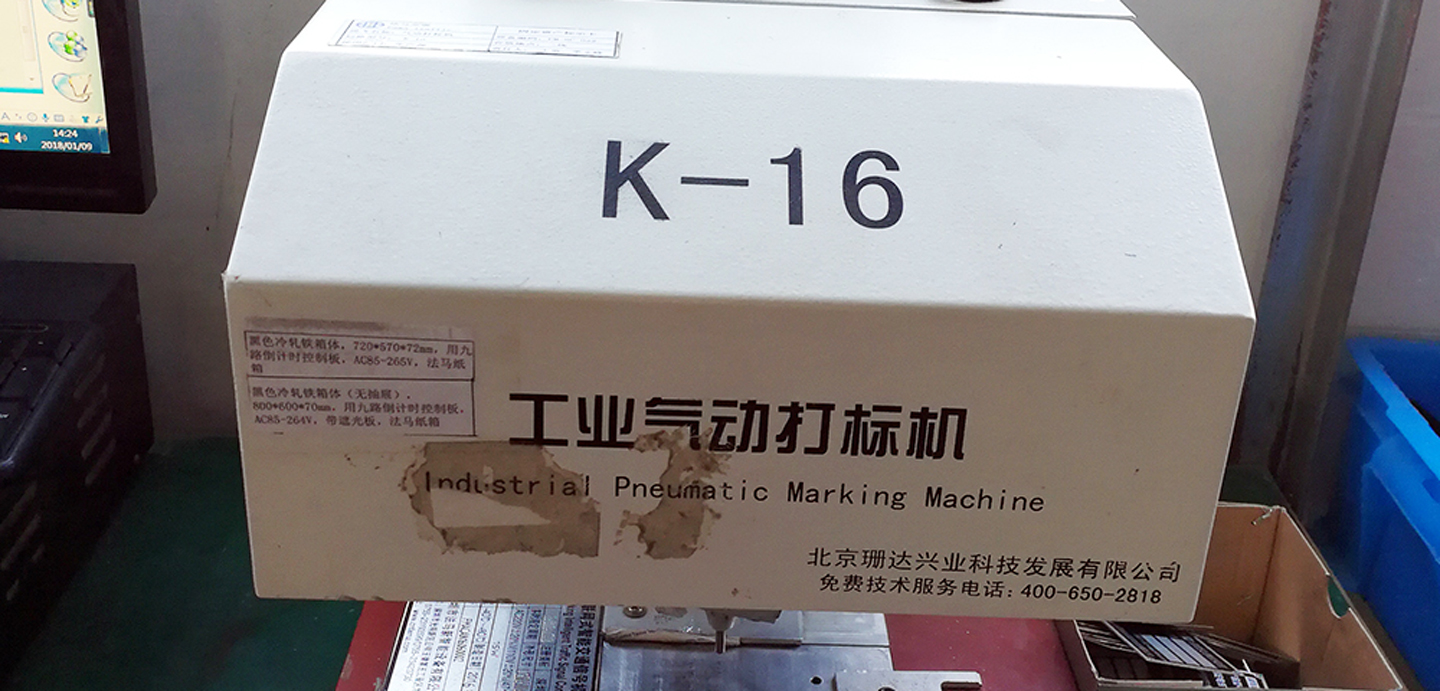 14:24
2018/01/09
K-16
黑色冷轧铁箱体，720*570*72mm，用九
路倒计时控制板，AC85-265V，法马纸
箱
黑色冷轧铁箱体（无抽屉），
800*600*70mm，用九路倒计时控制板，
AC85-264V，带遮光板，法马纸箱
工业气动打标机
Industrial Pneumatic Marking Machine
北京珊达兴业科技发展有限公司
免费技术服务电话：400-650-2818